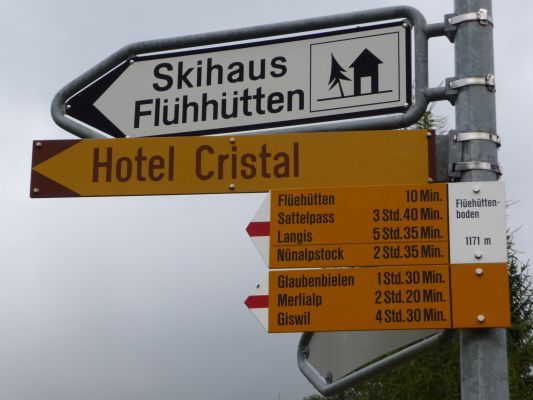 Skihaus
Flühhütten
Hotel Cristal
Flüehütten 10 Min.
Sattelpass 3 Std. 40 Min.
Langis 5 Std. 35 Min.
Nünalpstock 2 Std. 35 Min.
Flüehütten-
boden
1171 m
Glaubenbielen 1 Std. 30 Min.
Merlialp 2 Std. 20 Min.
Giswil 4 Std. 30 Min.